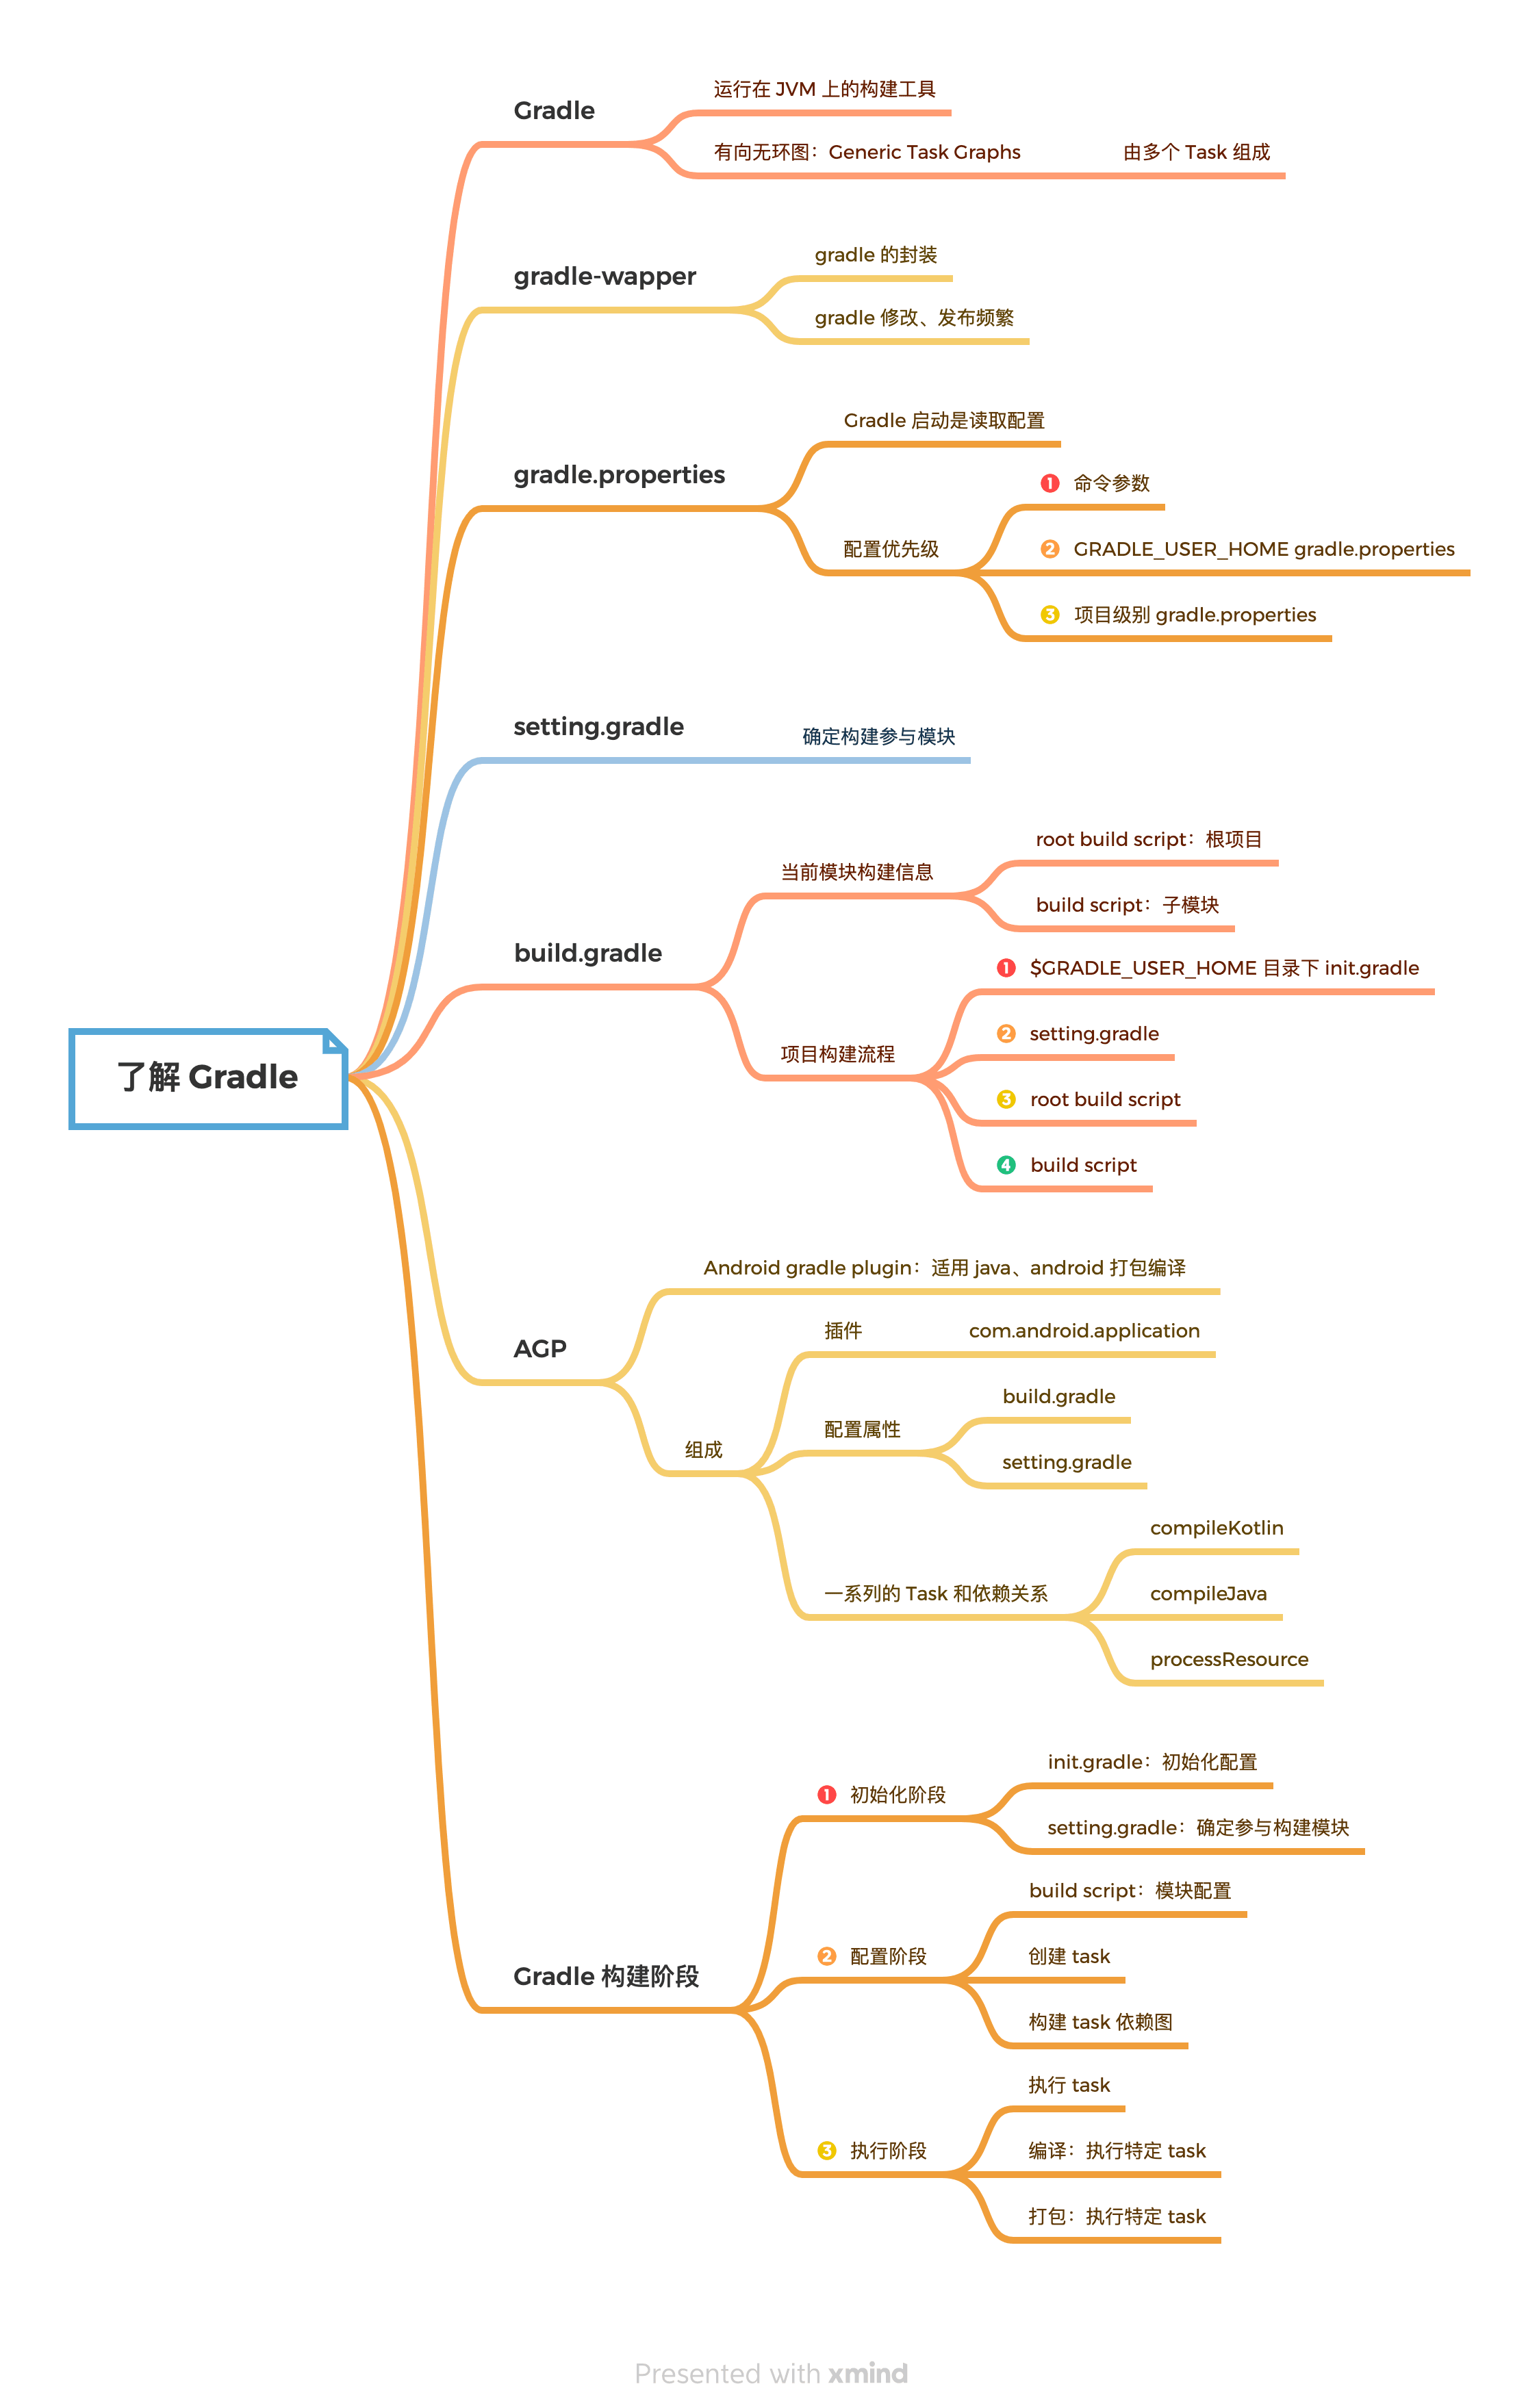 了解 Gradle
Gradle
运行在 JVM 上的构建工具
有向无环图：Generic Task Graphs
由多个 Task 组成
gradle-wapper
gradle 的封装
gradle 修改、发布频繁
gradle.properties
Gradle 启动是读取配置
配置优先级
1 命令参数
2 GRADLE_USER_HOME gradle.properties
3 项目级别 gradle.properties
setting.gradle
确定构建参与模块
build.gradle
当前模块构建信息
root build script：根项目
build script：子模块
项目构建流程
1 $GRADLE_USER_HOME 目录下 init.gradle
2 setting.gradle
3 root build script
4 build script
AGP
Android gradle plugin：适用 java、android 打包编译
组成
插件
com.android.application
配置属性
build.gradle
setting.gradle
一系列的 Task 和依赖关系
compileKotlin
compileJava
processResource
Gradle 构建阶段
1 初始化阶段
init.gradle：初始化配置
setting.gradle：确定参与构建模块
2 配置阶段
build script：模块配置
创建 task
构建 task 依赖图
3 执行阶段
执行 task
编译：执行特定 task
打包：执行特定 task
Presented with xmind